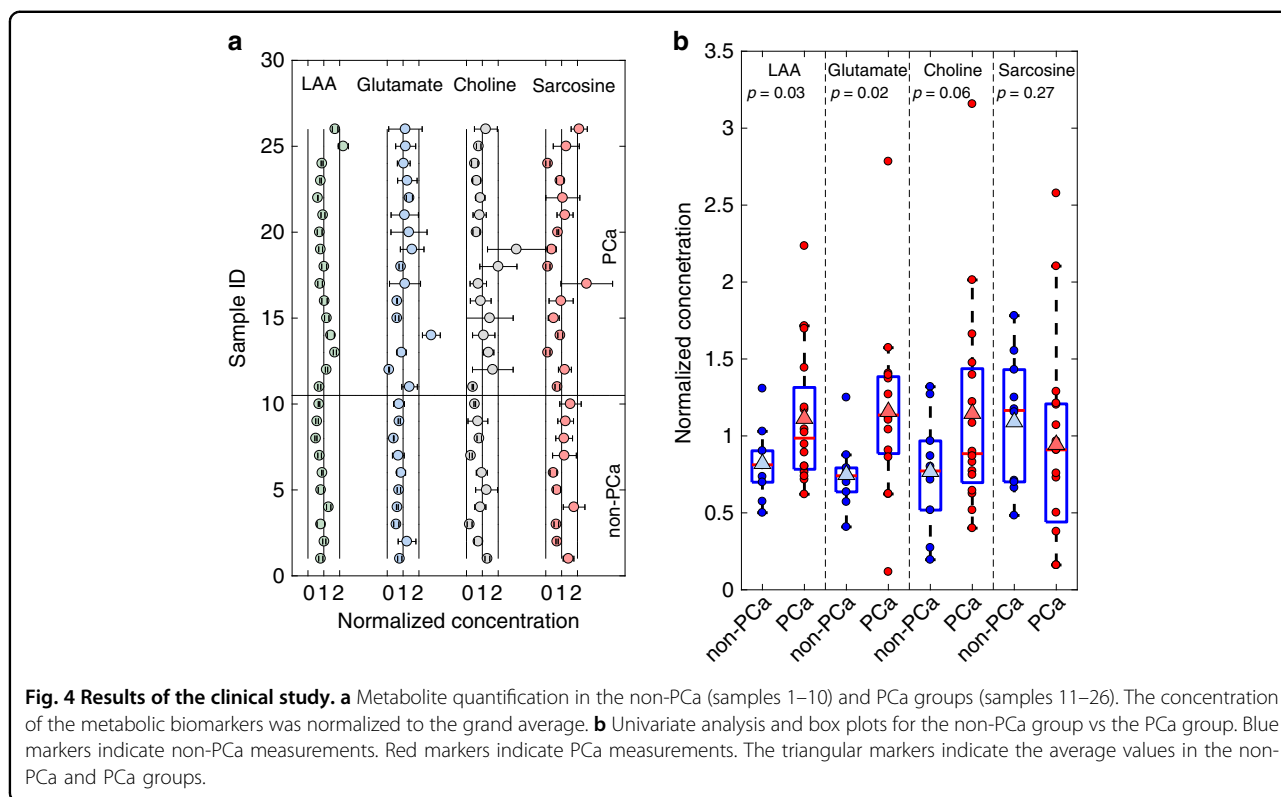 a
30
LAA Glutamate Choline Sarcosine
25
20
15
10
5
0
Sample ID
PCa
non-PCa
0 1 2 0 1 2 0 1 2 0 1 2
Normalized concentration
b
3.5
LAA Glutamate Choline Sarcosine
p = 0.03 p = 0.02 p = 0.06 p = 0.27
3
2.5
2
1.5
1
0.5
0
Normalized concnetration
non-PCa PCa non-PCa PCa non-PCa PCa non-PCa PCa
Fig. 4 Results of the clinical study. a Metabolite quantification in the non-PCa (samples 1–10) and PCa groups (samples 11–26). The concentration
of the metabolic biomarkers was normalized to the grand average. b Univariate analysis and box plots for the non-PCa group vs the PCa group. Blue
markers indicate non-PCa measurements. Red markers indicate PCa measurements. The triangular markers indicate the average values in the non-
PCa and PCa groups.